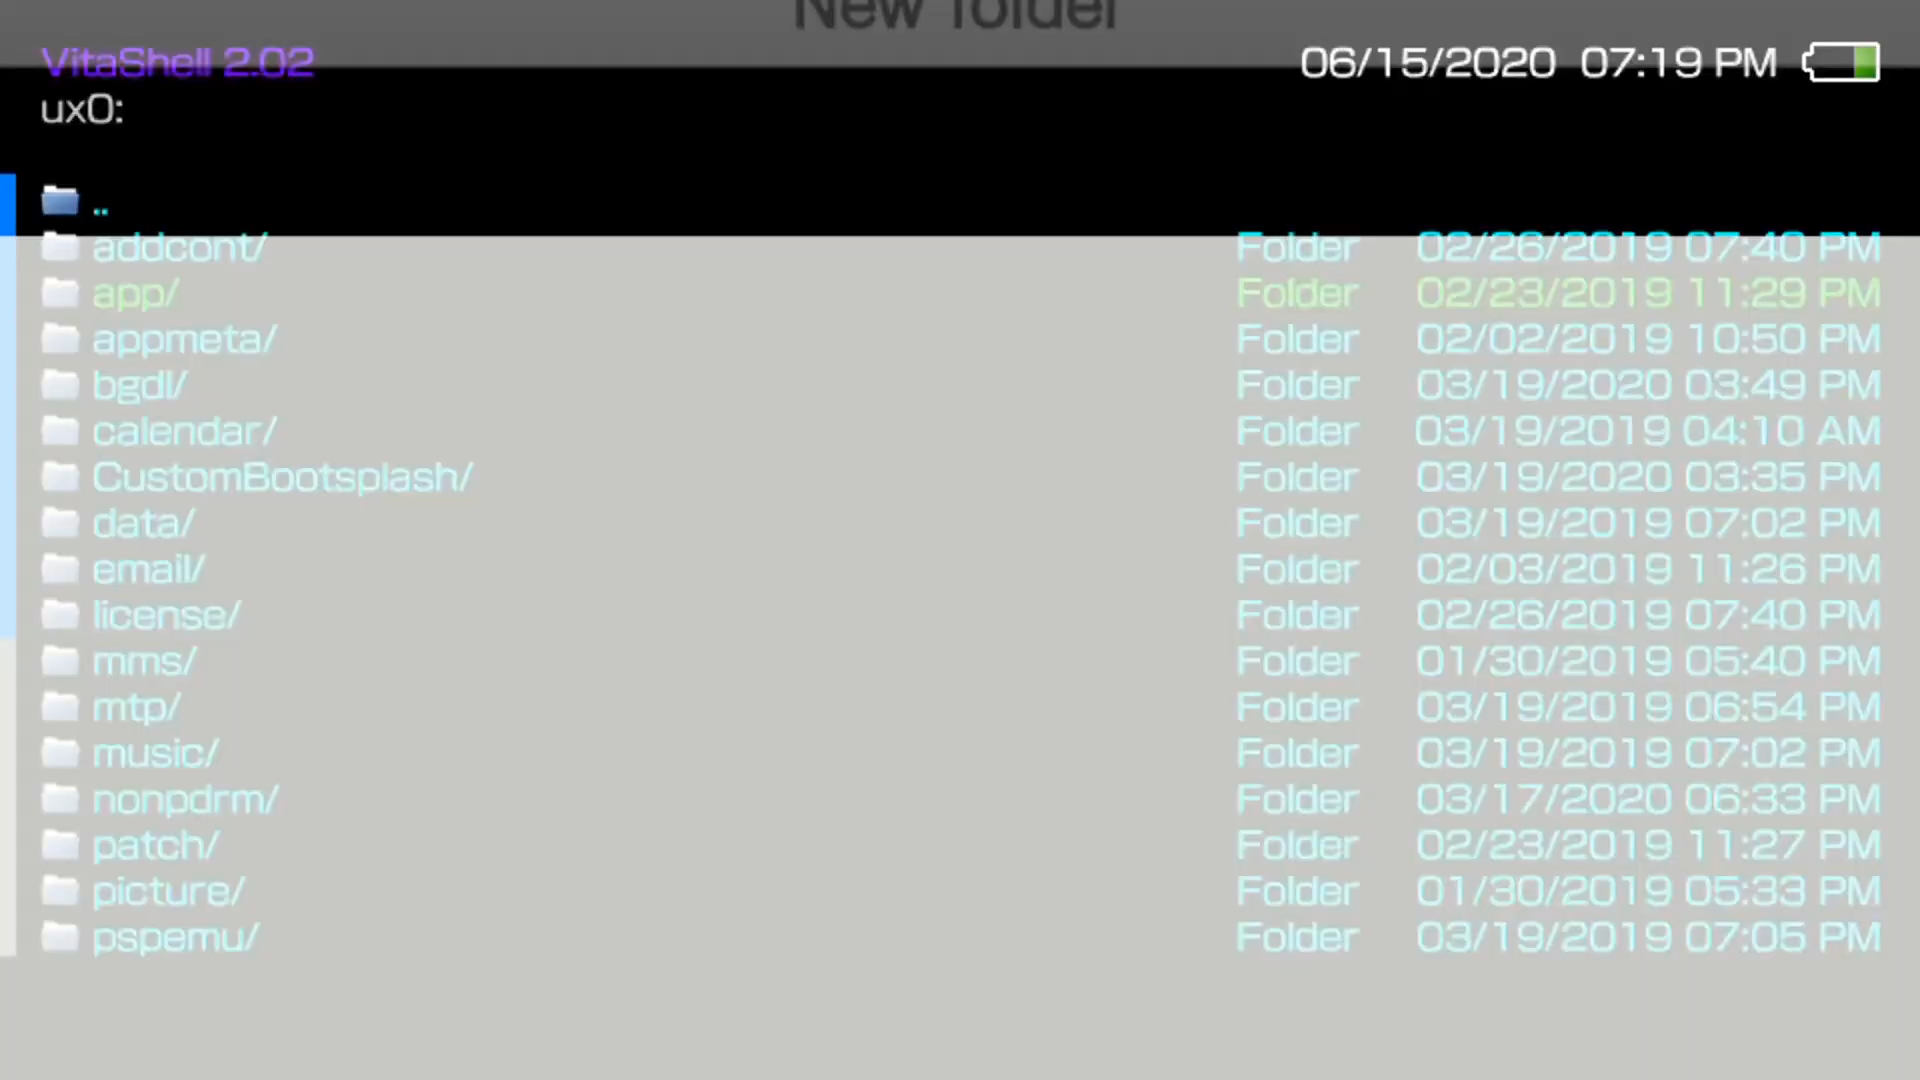 New folder
VitaShell 2.02 06/15/2020 07:19 PM
ux0:
..
addcont/ Folder 02/26/2019 07:40 PM
app/ Folder 02/23/2019 11:29 PM
appmeta/ Folder 02/02/2019 10:50 PM
bgdl/ Folder 03/19/2020 03:49 PM
calendar/ Folder 03/19/2019 04:10 AM
CustomBootsplash/ Folder 03/19/2020 03:35 PM
data/ Folder 03/19/2019 07:02 PM
email/ Folder 02/03/2019 11:26 PM
license/ Folder 02/26/2019 07:40 PM
mms/ Folder 01/30/2019 05:40 PM
mtp/ Folder 03/19/2019 06:54 PM
music/ Folder 03/19/2019 07:02 PM
nonpdrm/ Folder 03/17/2020 06:33 PM
patch/ Folder 02/23/2019 11:27 PM
picture/ Folder 01/30/2019 05:33 PM
pspemu/ Folder 03/19/2019 07:05 PM